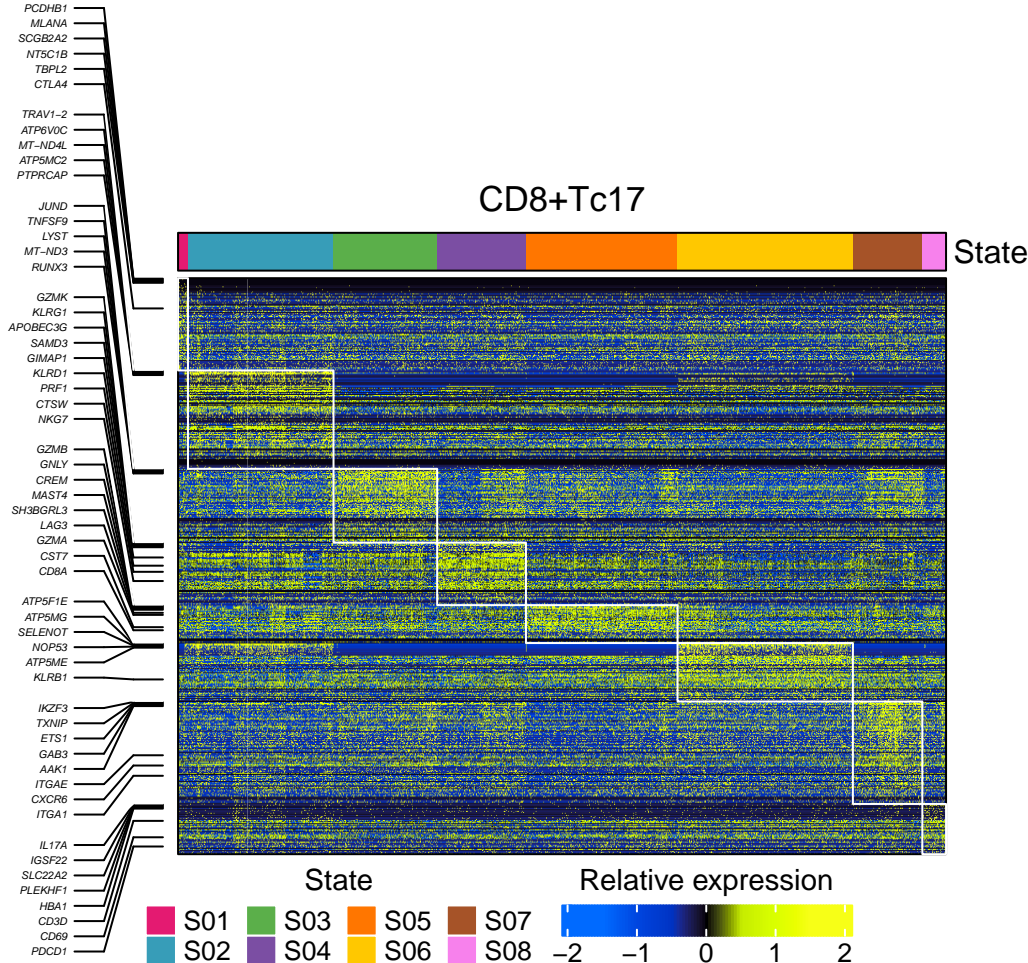 PCDHB1
MLANA
SCGB2A2
NT5C1B
TBPL2
CTLA4
TRAV1-2
ATP6V0C
MT-ND4L
ATP5MC2
PTPRCAP
JUND
TNFSF9
LYST
MT-ND3
RUNX3
GZMK
KLRG1
APOBEC3G
SAMD3
GIMAP1
KLRD1
PRF1
CTSW
NKG7
GZMB
GNLY
CREM
MAST4
SH3BGRL3
LAG3
GZMA
CST7
CD8A
ATP5F1E
ATP5MG
SELENOT
NOP53
ATP5ME
KLRB1
IKZF3
TXNIP
ETS1
GAB3
AAK1
ITGAE
CXCR6
ITGA1
IL17A
IGSF22
SLC22A2
PLEKHF1
HBA1
CD3D
CD69
PDCD1
CD8+Tc17
State
State
S01 S03 S05 S07
S02 S04 S06 S08
Relative expression
−2 −1 0 1 2